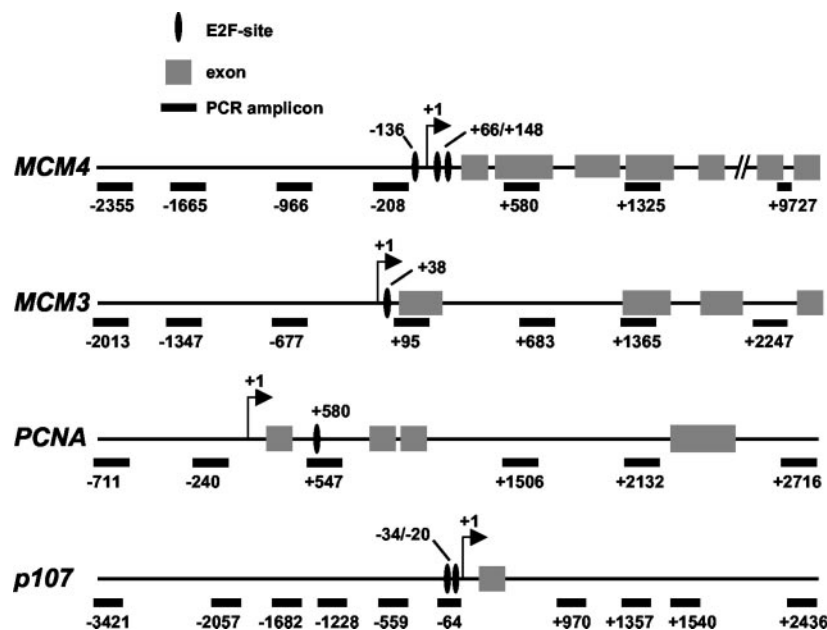 E2F-site
exon
PCR amplicon
+1
-136
+66/+148
MCM4
-2355 -1665 -966 -208 +580 +1325 +9727
+1
+38
MCM3
-2013 -1347 -677 +95 +683 +1365 +2247
+1
+580
PCNA
-711 -240 +547 +1506 +2132 +2716
-34/-20 +1
p107
-3421 -2057 -1682 -1228 -559 -64 +970 +1357 +1540 +2436